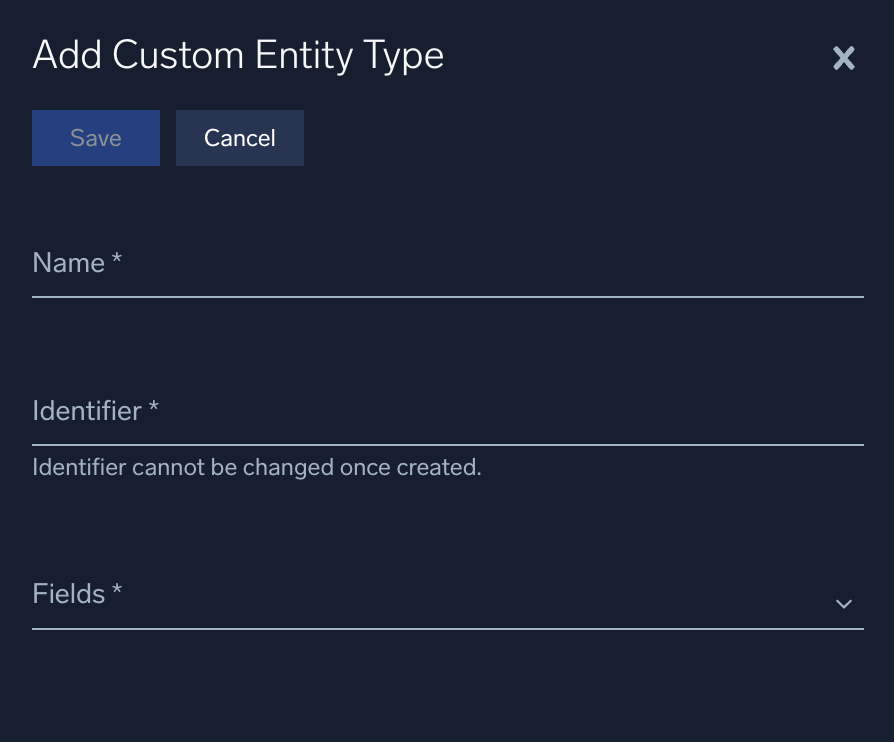 Add Custom Entity Type
Save Cancel
Name *
Identifier *
Identifier cannot be changed once created.
Fields *